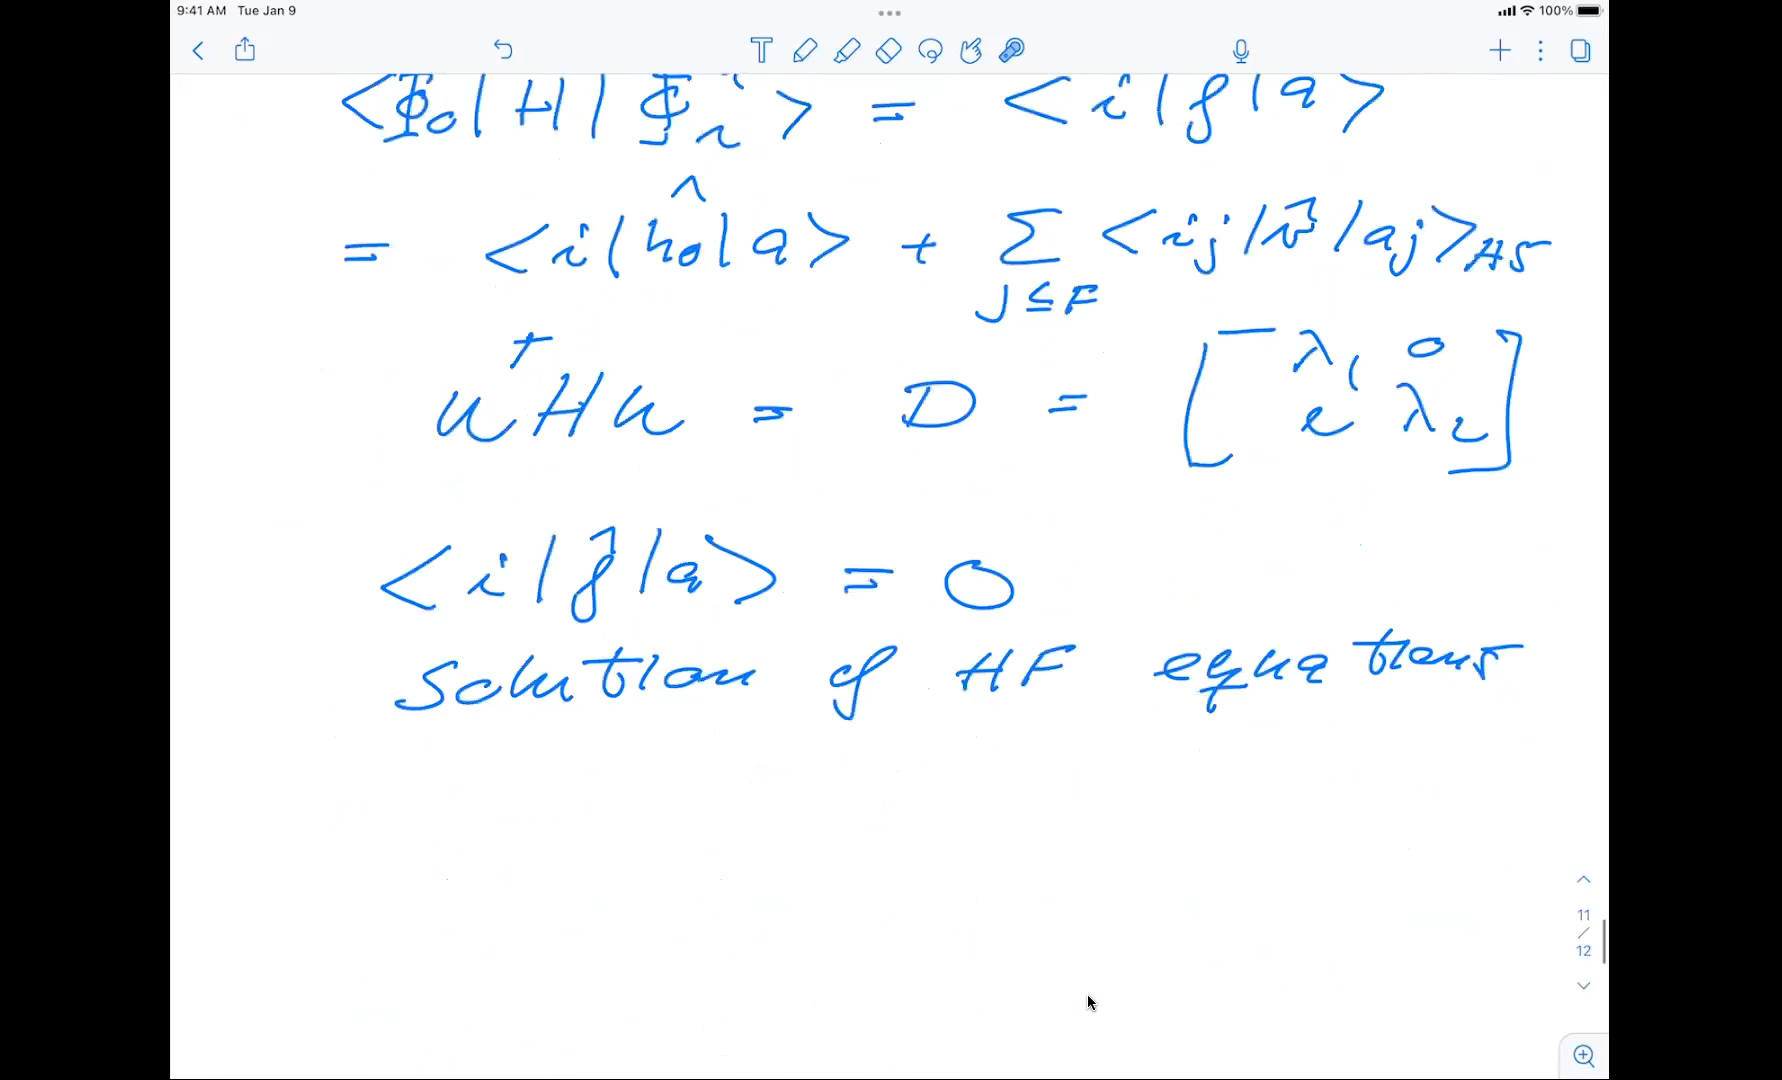 9:41 AM Tue Jan 9 100%
<Φ₀|H|Φᵢ> = <i|f|a>
= <i|ĥ₀|a> + Σ <ij|v̂|aj>AS
j≤F
u†Hu = D = [λ₁ 0
0 λ₂]
<i|f̂|a> = 0
solution of HF equations
11
/
12